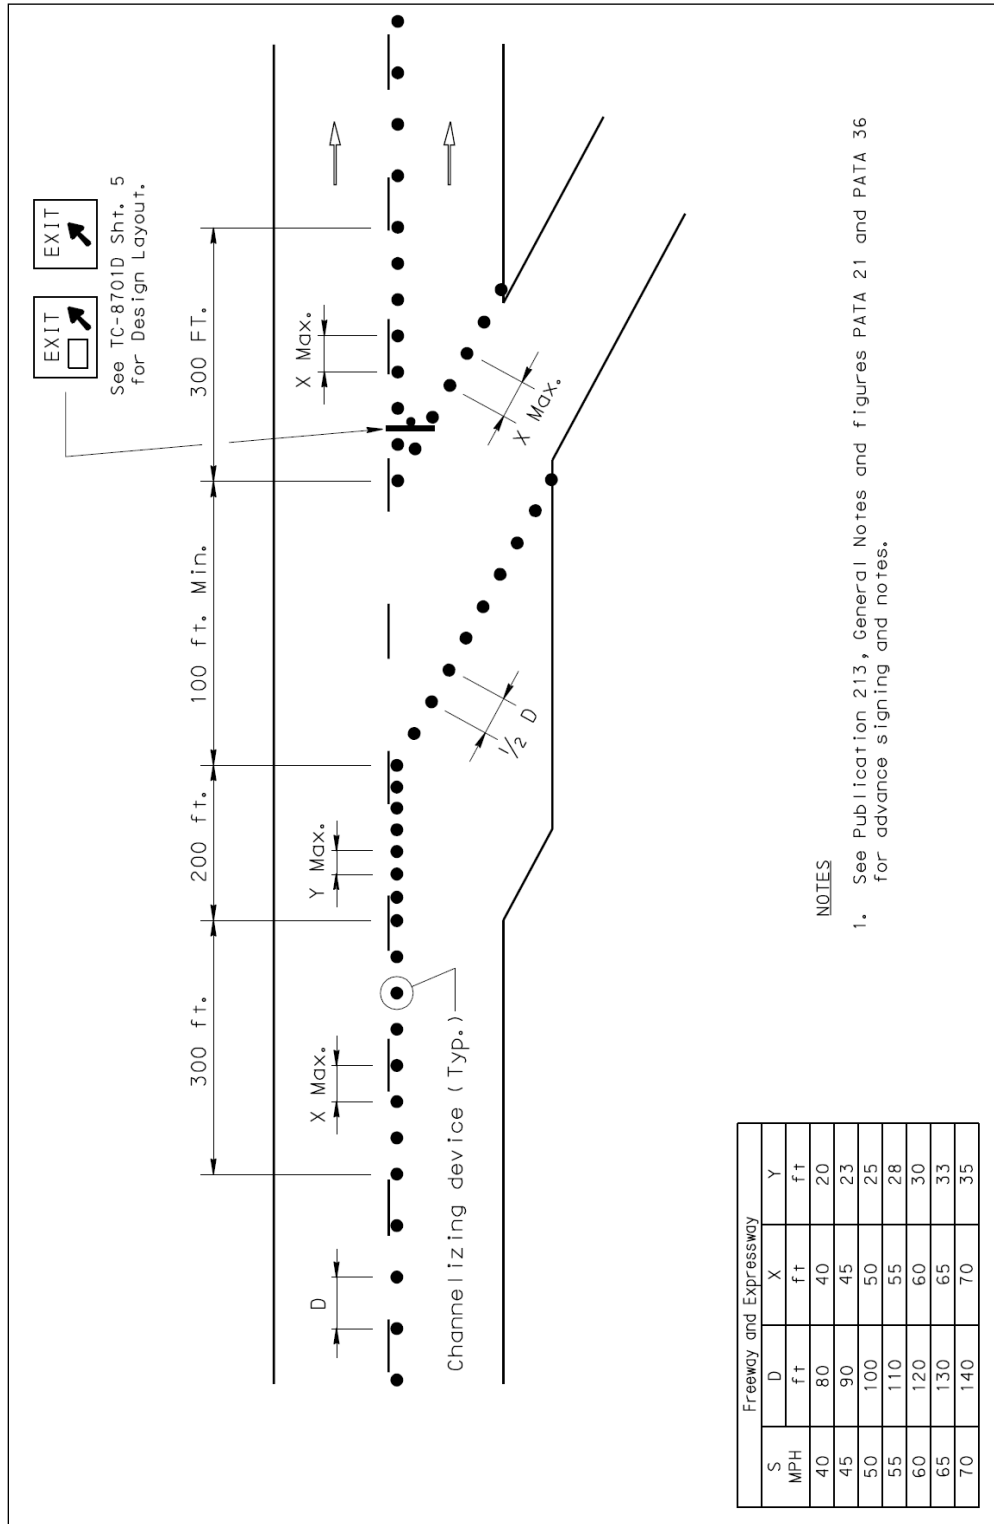 EXIT
EXIT
See TC-8701D Sht. 5
for Design Layout.
300 ft.
200 ft.
100 ft. Min.
300 FT.
D
X Max.
Y Max.
X Max.
Channelizing device (Typ.)
1/2 D
X Max.
NOTES
1. See Publication 213, General Notes and figures PATA 21 and PATA 36
for advance signing and notes.
Freeway and Expressway
S D X Y
MPH ft ft ft
40 80 40 20
45 90 45 23
50 100 50 25
55 110 55 28
60 120 60 30
65 130 65 33
70 140 70 35